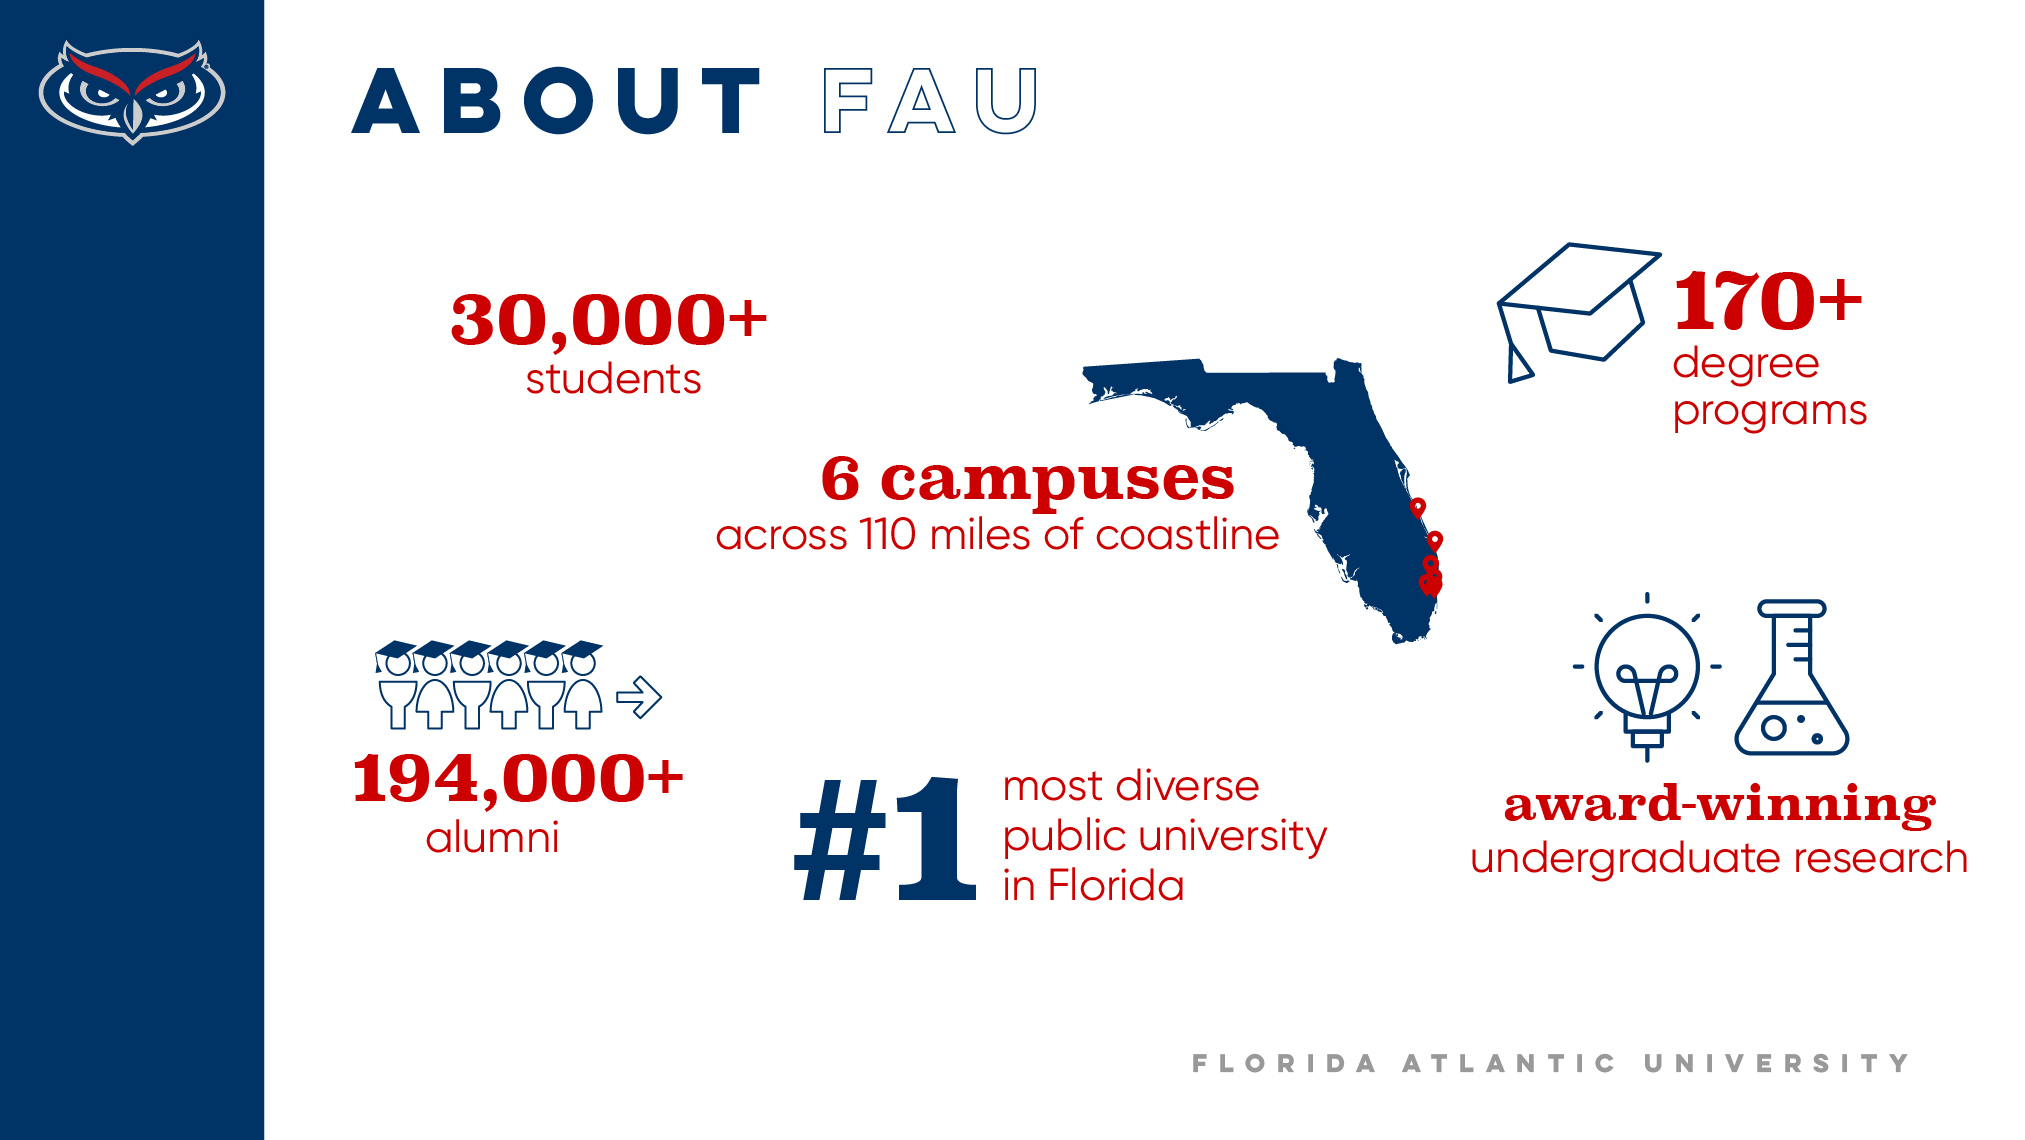 ABOUT FAU
30,000+
students
170+
degree
programs
6 campuses
across 110 miles of coastline
194,000+
alumni
#1
most diverse
public university
in Florida
award-winning
undergraduate research
FLORIDA ATLANTIC UNIVERSITY